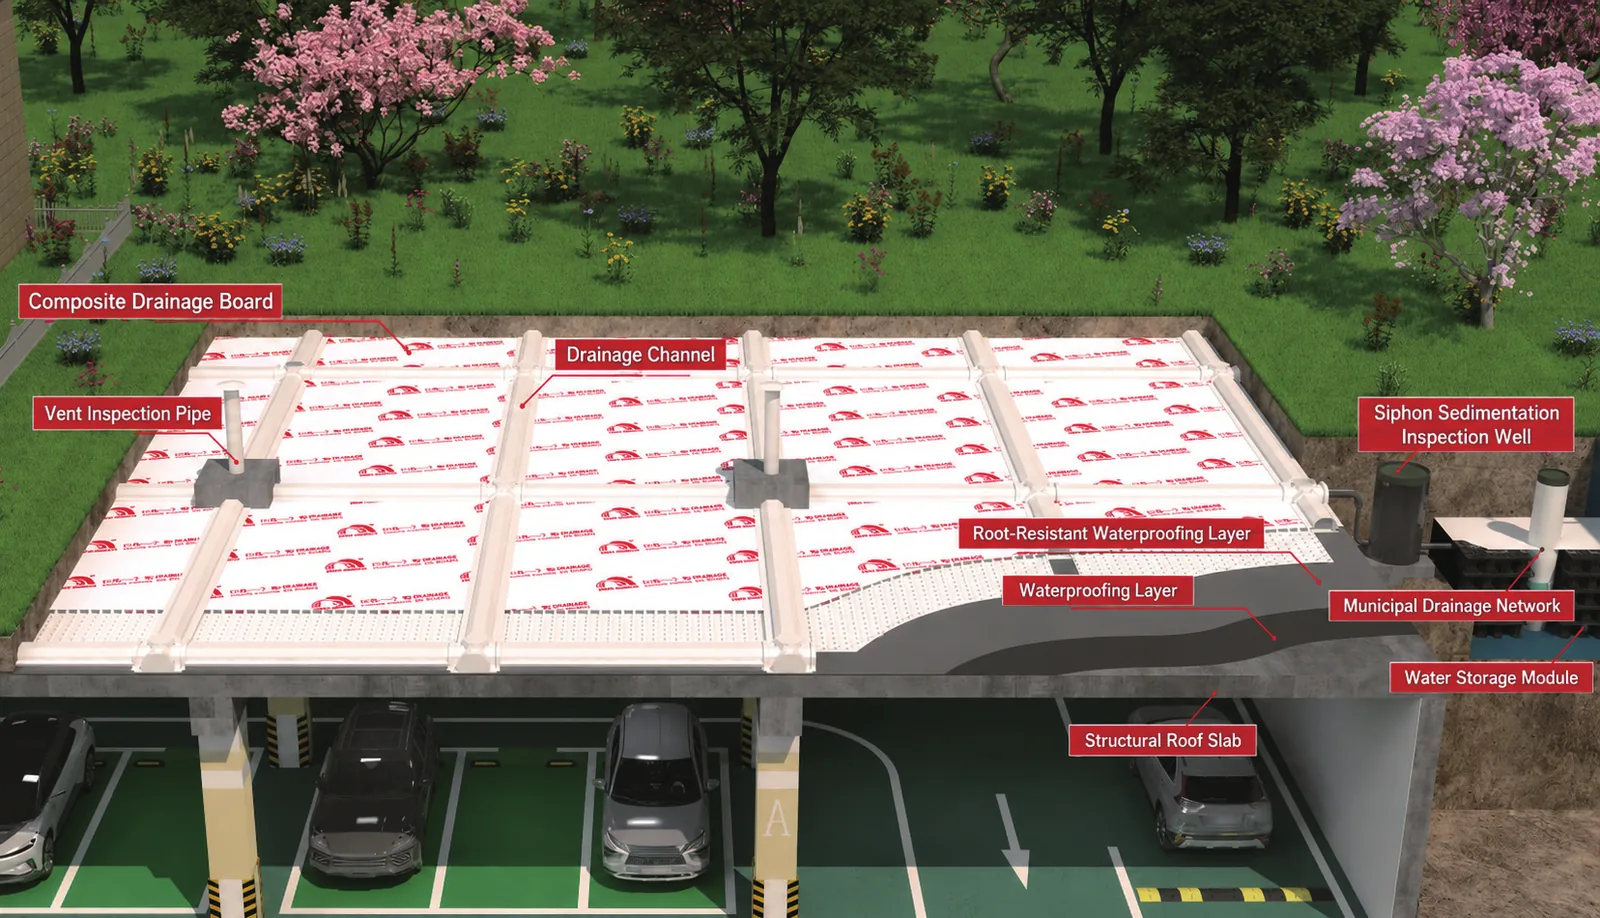 Composite Drainage Board
Drainage Channel
Vent Inspection Pipe
Siphon Sedimentation
Inspection Well
Root-Resistant Waterproofing Layer
Waterproofing Layer
Municipal Drainage Network
Water Storage Module
Structural Roof Slab
DRAINAGE
A